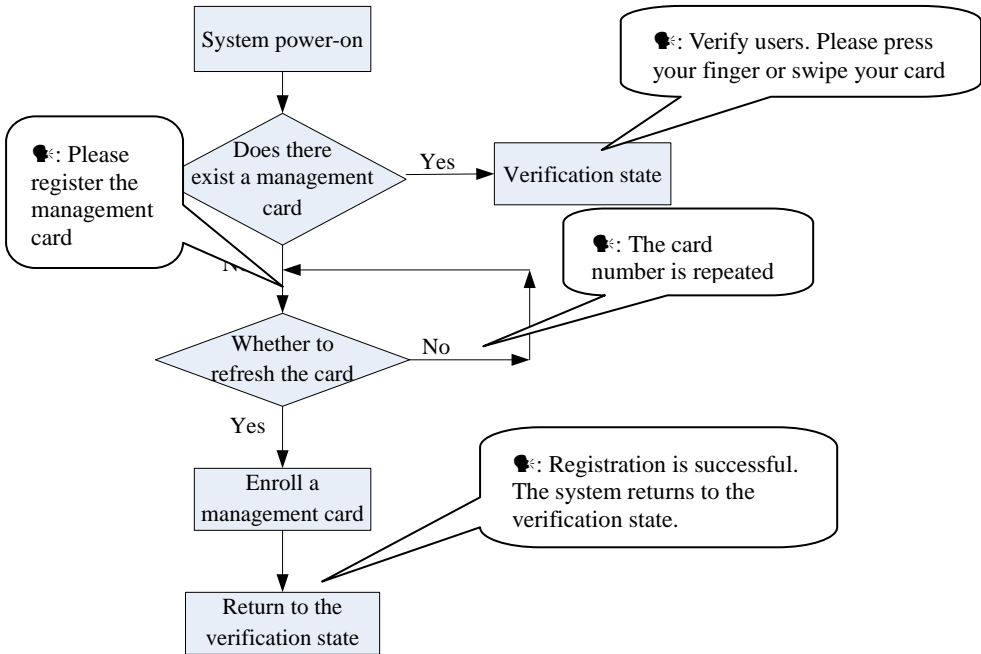 System power-on
🗣: Verify users. Please press
your finger or swipe your card
🗣: Please
register the
management
card
Does there
exist a management
card
Yes
Verification state
🗣: The card
number is repeated
Whether to
refresh the card
No
Yes
🗣: Registration is successful.
The system returns to the
verification state.
Enroll a
management card
Return to the
verification state